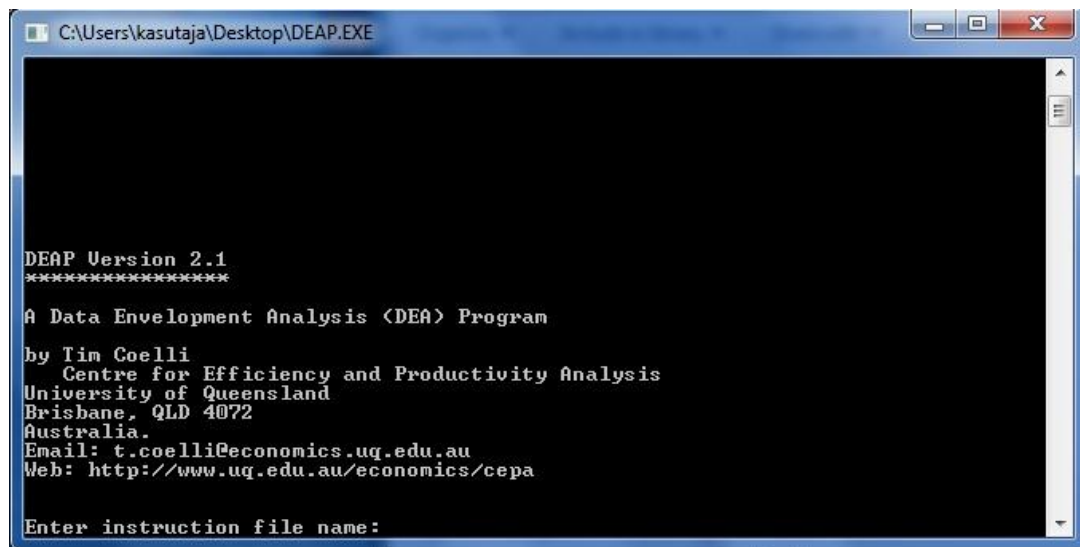 C:\Users\kasutaja\Desktop\DEAP.EXE
DEAP Version 2.1
****************
A Data Envelopment Analysis (DEA) Program
by Tim Coelli
Centre for Efficiency and Productivity Analysis
University of Queensland
Brisbane, QLD 4072
Australia.
Email: t.coelli@economics.uq.edu.au
Web: http://www.uq.edu.au/economics/cepa
Enter instruction file name: